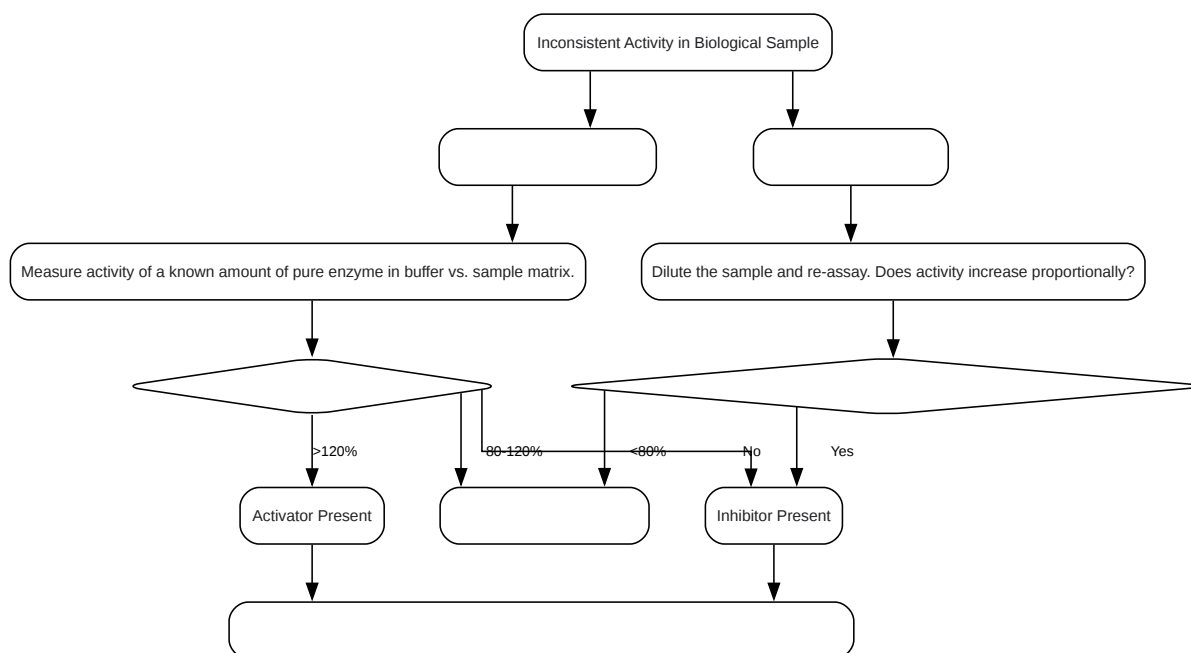 Inconsistent Activity in Biological Sample
Measure activity of a known amount of pure enzyme in buffer vs. sample matrix.
Dilute the sample and re-assay. Does activity increase proportionally?
>120%
80-120%
<80%
No
Yes
Activator Present
Inhibitor Present